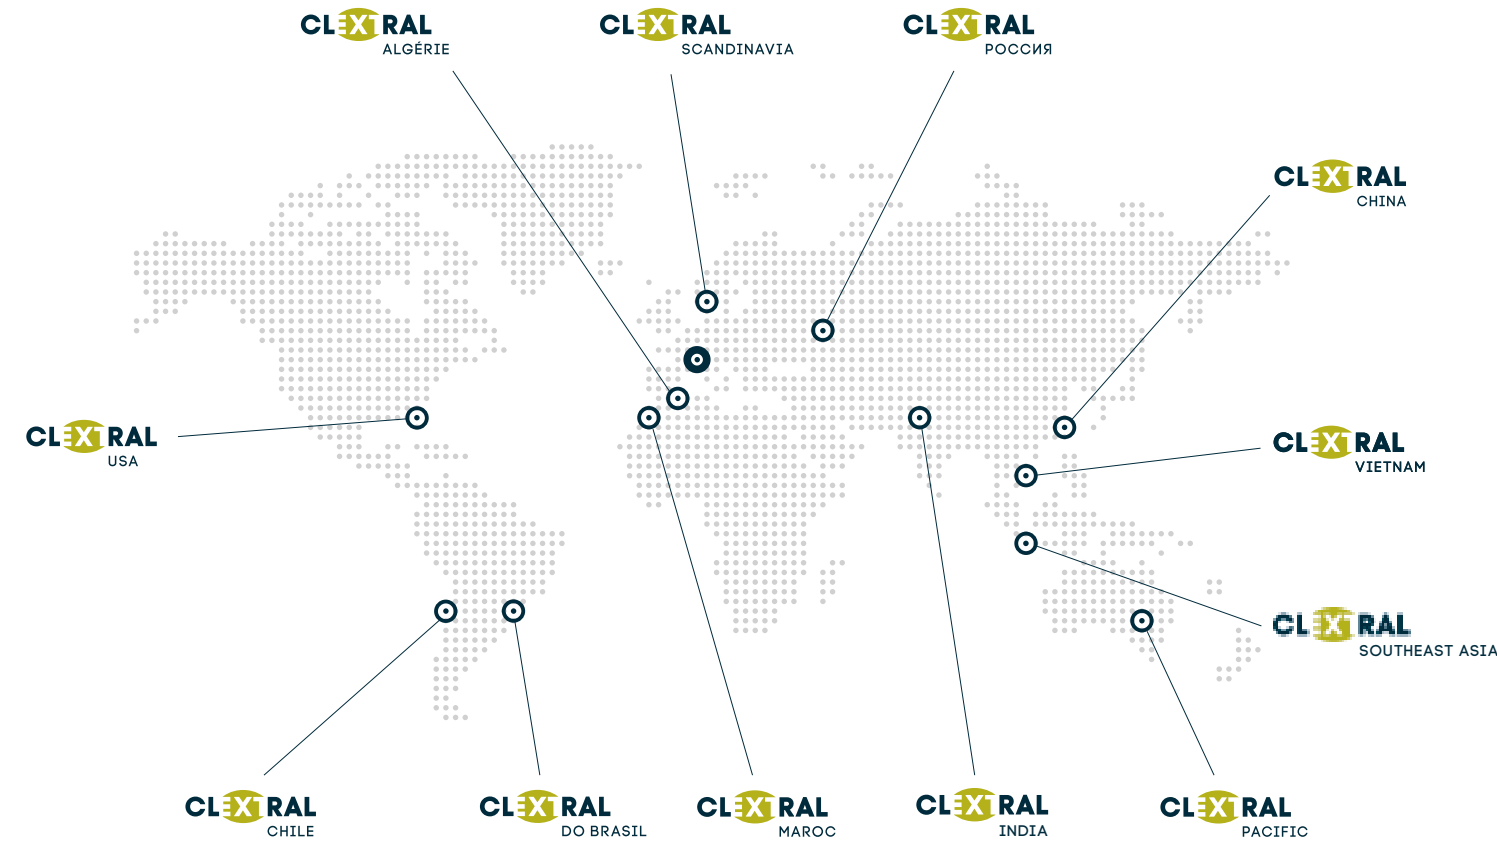 CLEXTRAL
ALGÉRIE
CLEXTRAL
SCANDINAVIA
CLEXTRAL
РОССИЯ
CLEXTRAL
CHINA
CLEXTRAL
USA
CLEXTRAL
VIETNAM
CLEXTRAL
SOUTHEAST ASIA
CLEXTRAL
CHILE
CLEXTRAL
DO BRASIL
CLEXTRAL
MAROC
CLEXTRAL
INDIA
CLEXTRAL
PACIFIC